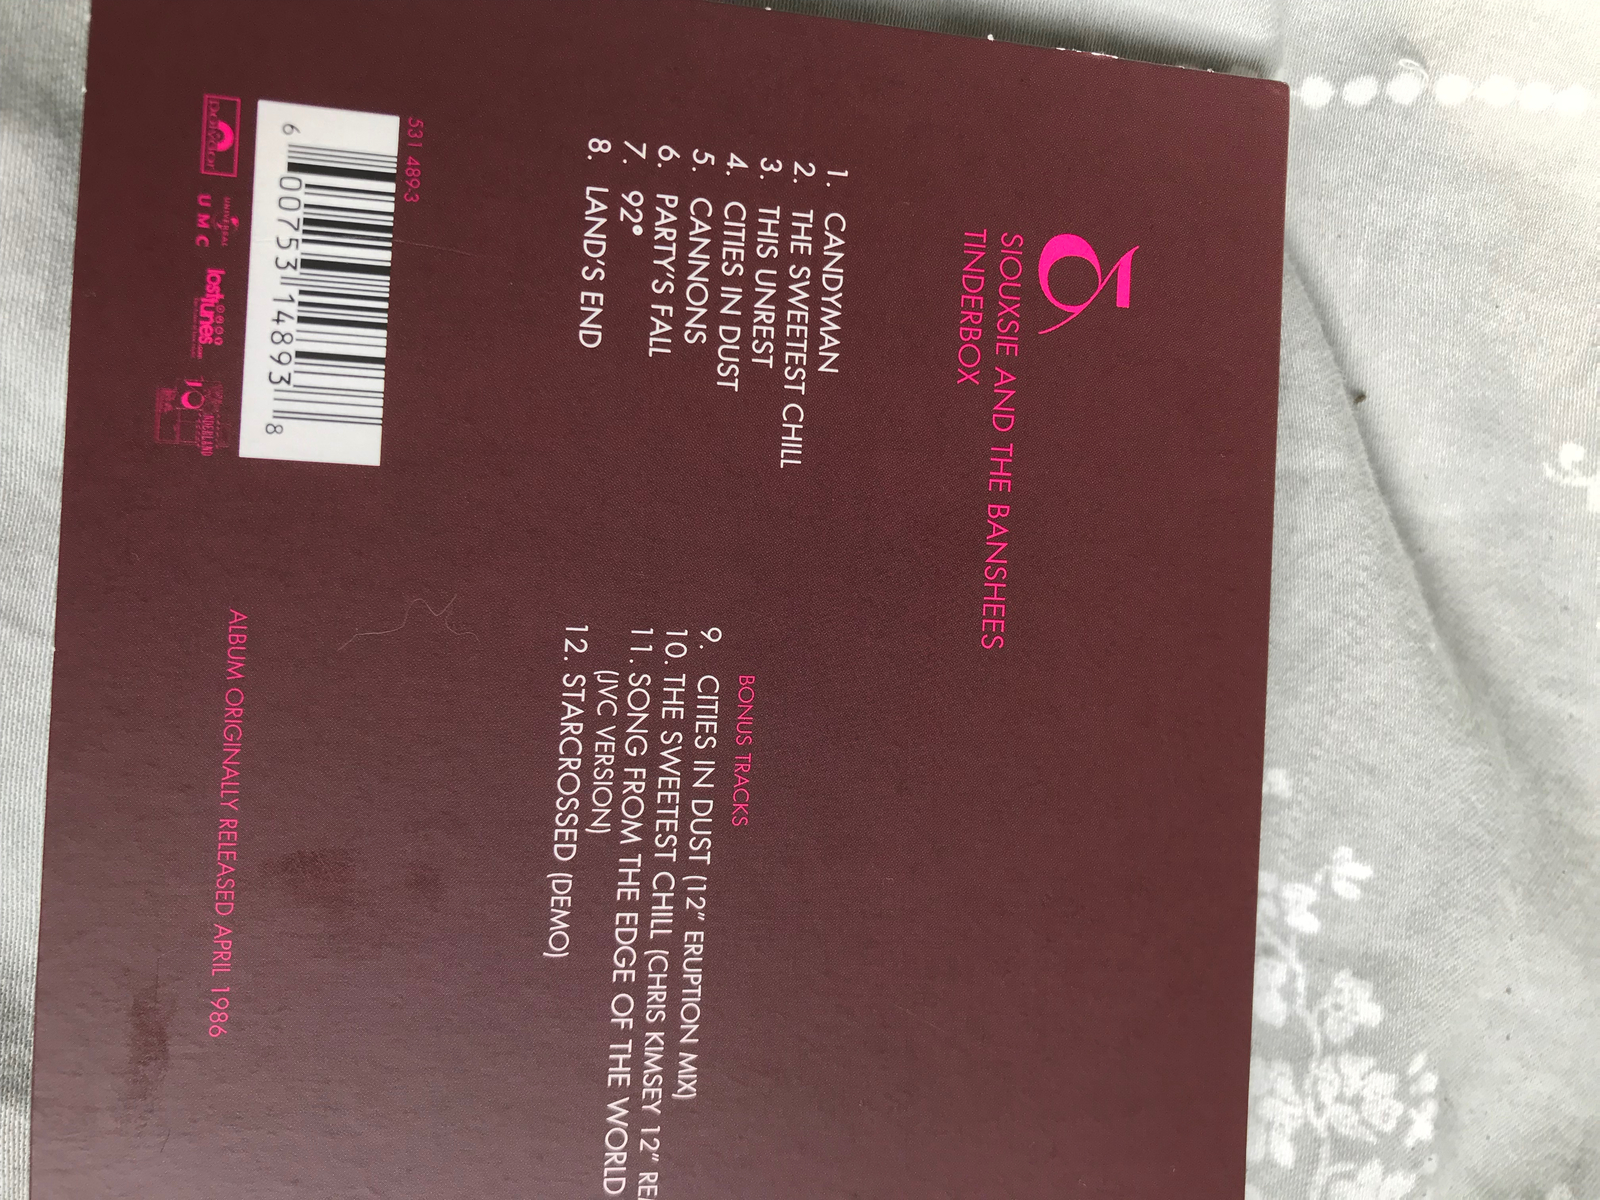 SIOUXSIE AND THE BANSHEES
TINDERBOX
1. CANDYMAN
2. THE SWEETEST CHILL
3. THIS UNREST
4. CITIES IN DUST
5. CANNONS
6. PARTY'S FALL
7. 92°
8. LAND'S END
BONUS TRACKS
9. CITIES IN DUST (12" ERUPTION MIX)
10. THE SWEETEST CHILL (CHRIS KIMSEY 12"
11. SONG FROM THE EDGE OF THE WORLD
(JVC VERSION)
12. STARCROSSED (DEMO)
531 489-3
6 00753 14893 8
polydor
UNIVERSAL
UMC
losttunes
ALBUM ORIGINALLY RELEASED APRIL 1986